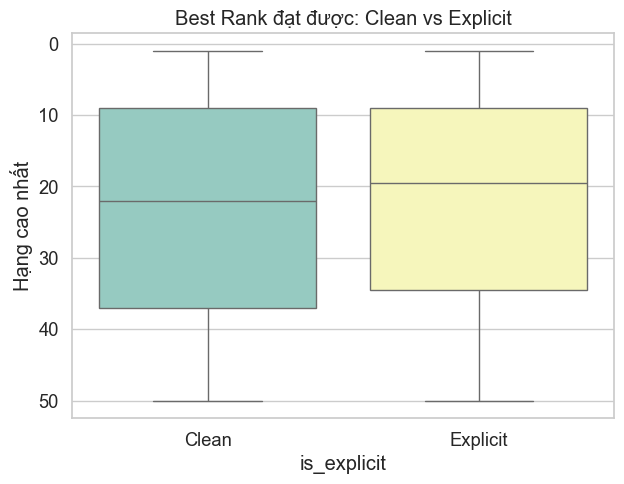 Best Rank đạt được: Clean vs Explicit
Hạng cao nhất
0
10
20
30
40
50
Clean
Explicit
is_explicit